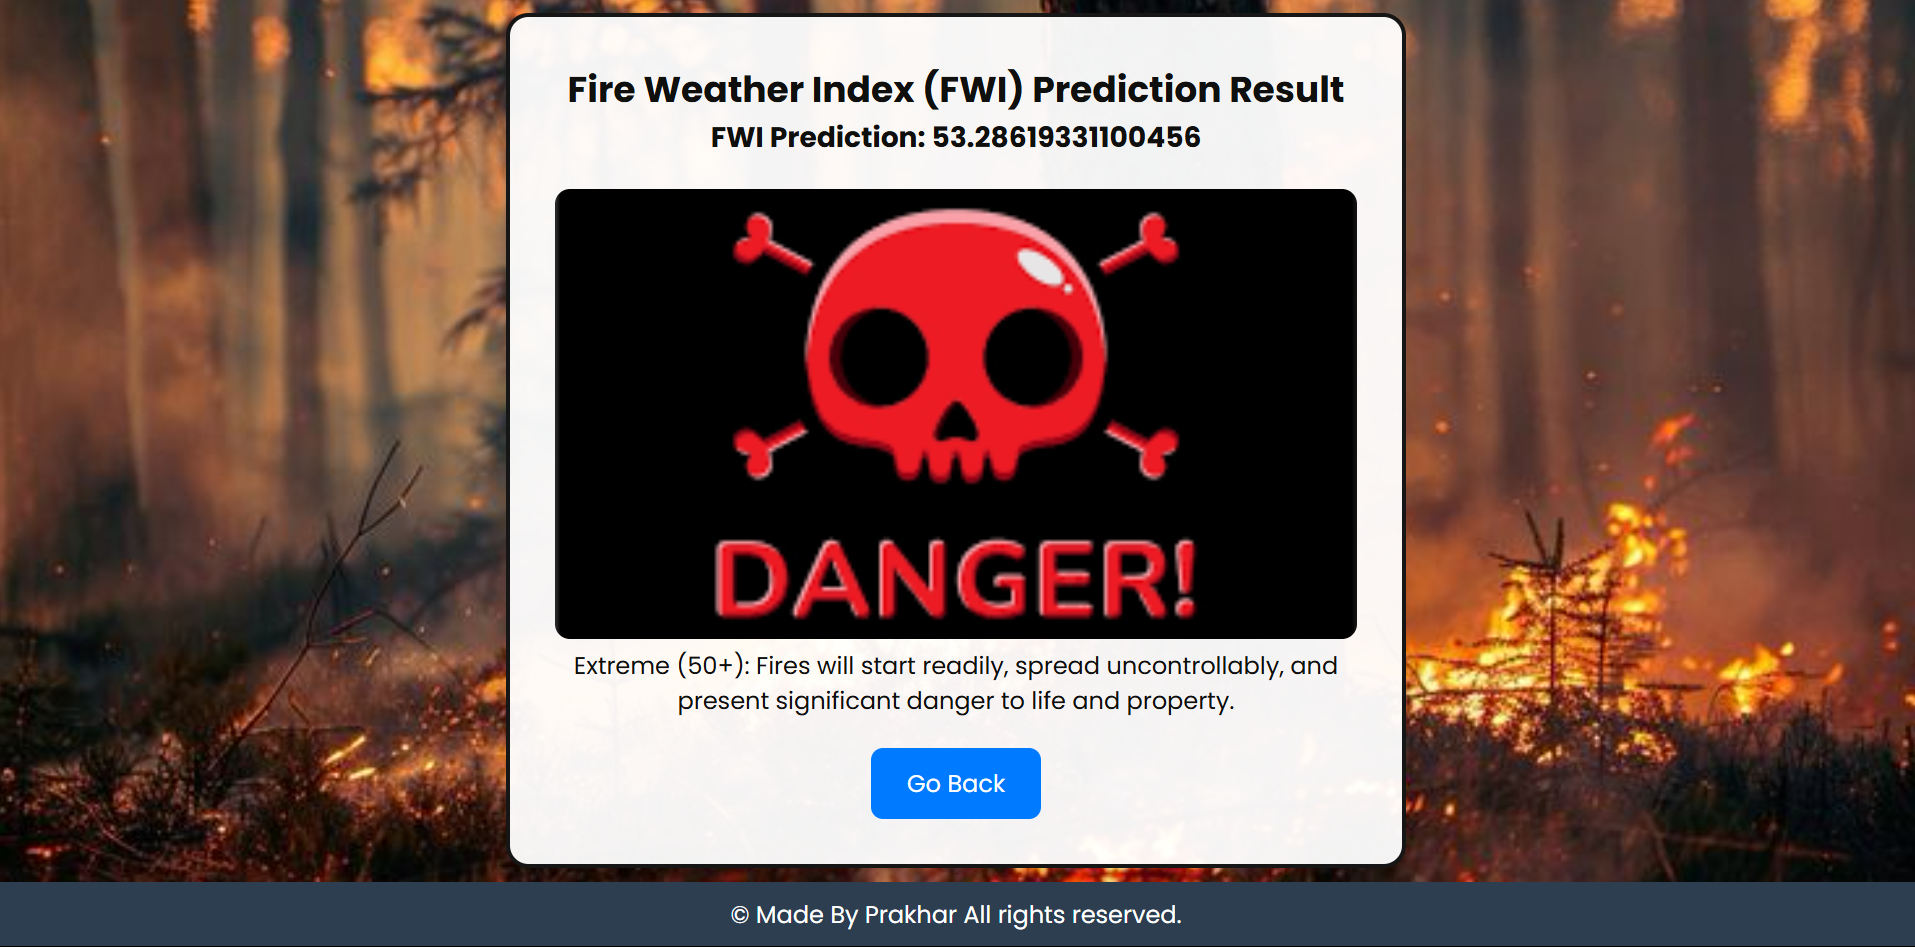 Fire Weather Index (FWI) Prediction Result
FWI Prediction: 53.28619331100456
DANGER!
Extreme (50+): Fires will start readily, spread uncontrollably, and
present significant danger to life and property.
Go Back
© Made By Prakhar All rights reserved.